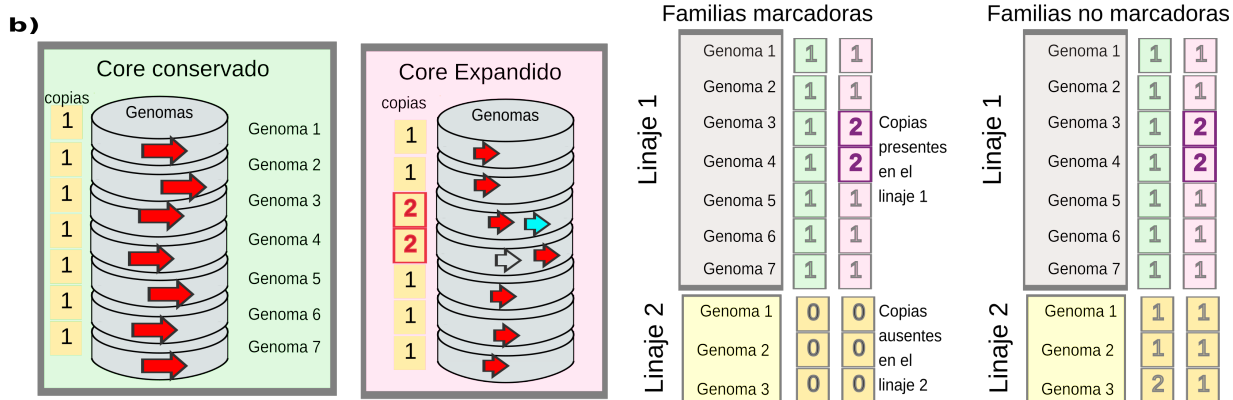 b)
Core conservado
copias
Genomas
1
Genoma 1
1
Genoma 2
1
Genoma 3
1
Genoma 4
1
Genoma 5
1
Genoma 6
1
Genoma 7
Core Expandido
copias
Genomas
1
1
2
2
1
1
1
Familias marcadoras
Linaje 1
Genoma 1 1 1
Genoma 2 1 1
Genoma 3 1 2
Genoma 4 1 2
Genoma 5 1 1
Genoma 6 1 1
Genoma 7 1 1
Copias
presentes
en el
linaje 1
Linaje 2
Genoma 1 0 0
Genoma 2 0 0
Genoma 3 0 0
Copias
ausentes
en el
linaje 2
Familias no marcadoras
Linaje 1
Genoma 1 1 1
Genoma 2 1 1
Genoma 3 1 2
Genoma 4 1 2
Genoma 5 1 1
Genoma 6 1 1
Genoma 7 1 1
Linaje 2
Genoma 1 1 1
Genoma 2 1 1
Genoma 3 2 1